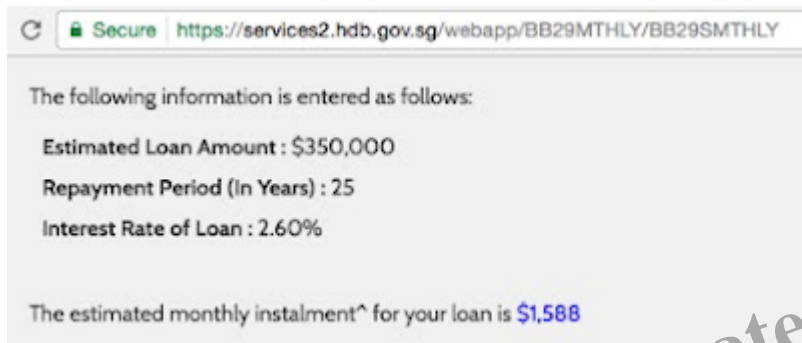 Secure https://services2.hdb.gov.sg/webapp/BB29MTHLY/BB29SMTHLY
The following information is entered as follows:
Estimated Loan Amount : $350,000
Repayment Period (In Years) : 25
Interest Rate of Loan : 2.60%
The estimated monthly instalment^ for your loan is $1,588